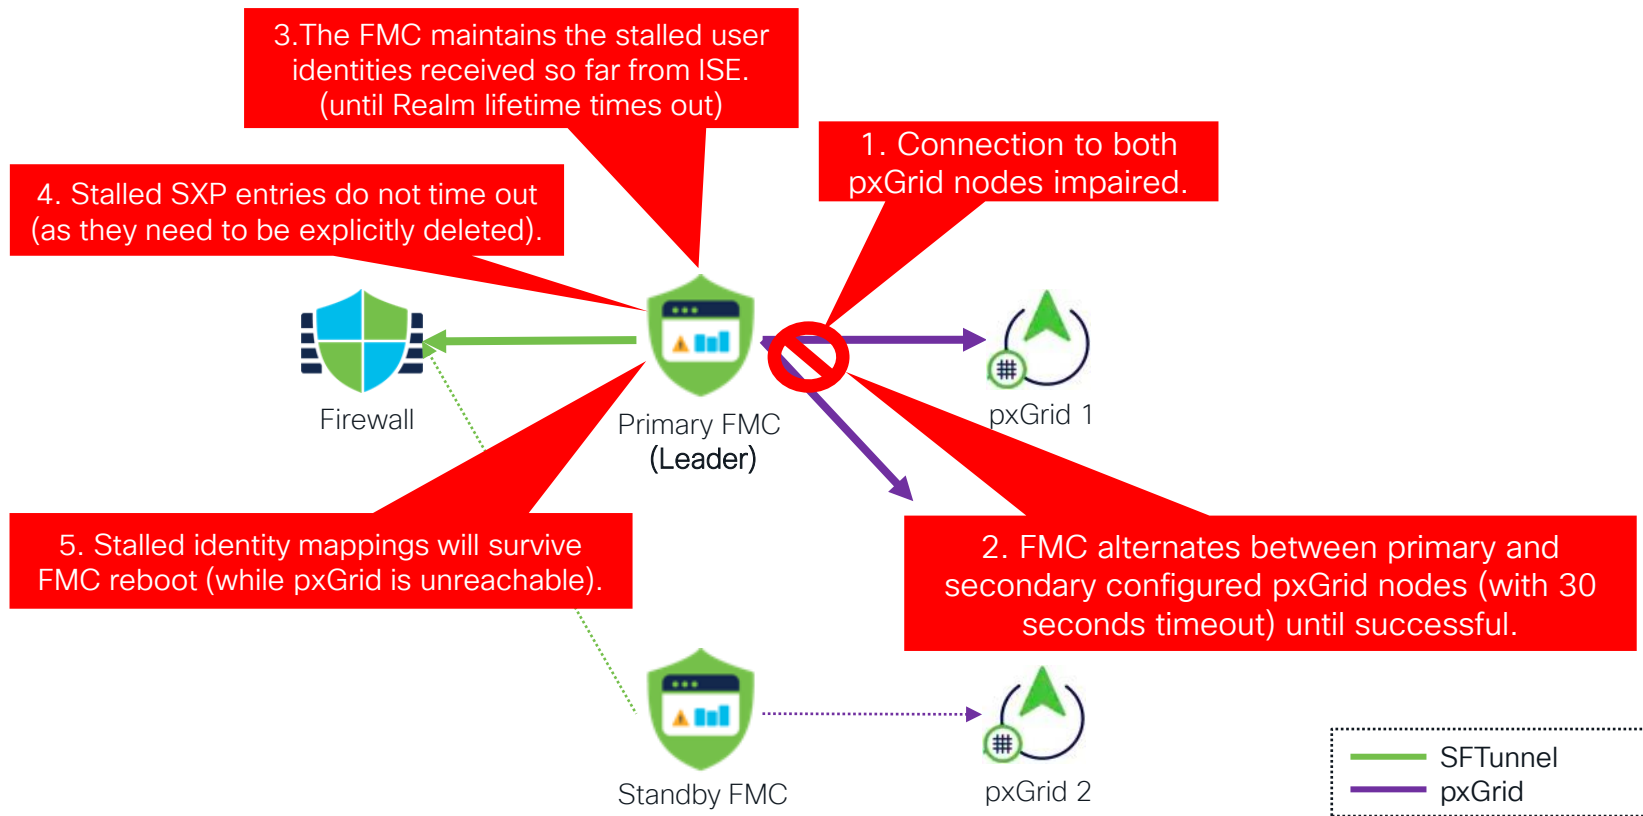 3.The FMC maintains the stalled user
identities received so far from ISE.
(until Realm lifetime times out)
1. Connection to both
pxGrid nodes impaired.
4. Stalled SXP entries do not time out
(as they need to be explicitly deleted).
Firewall
Primary FMC
(Leader)
pxGrid 1
5. Stalled identity mappings will survive
FMC reboot (while pxGrid is unreachable).
2. FMC alternates between primary and
secondary configured pxGrid nodes (with 30
seconds timeout) until successful.
Standby FMC
pxGrid 2
SFTunnel
pxGrid